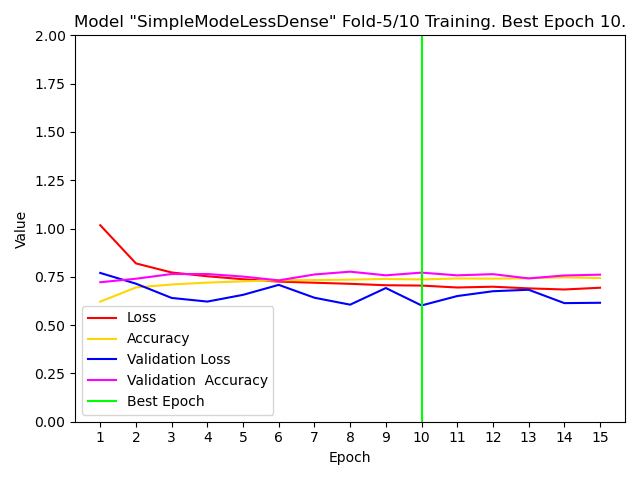 Model "SimpleModeLessDense" Fold-5/10 Training. Best Epoch 10.
2.00
1.75
1.50
1.25
1.00
0.75
0.50
0.25
0.00
Value
Loss
Accuracy
Validation Loss
Validation  Accuracy
Best Epoch
1 2 3 4 5 6 7 8 9 10 11 12 13 14 15
Epoch